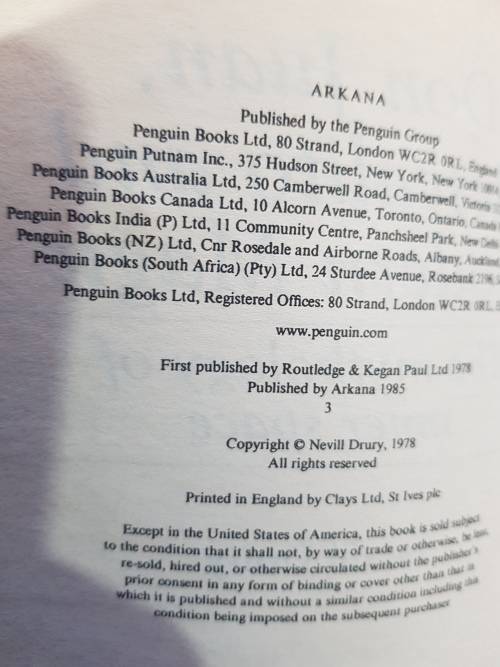 ARKANA
Published by the Penguin Group
Penguin Books Ltd, 80 Strand, London WC2R 0RL, England
Penguin Putnam Inc., 375 Hudson Street, New York, New York
Penguin Books Australia Ltd, 250 Camberwell Road, Camberwell, Victoria
Penguin Books Canada Ltd, 10 Alcorn Avenue, Toronto, Ontario, Canada
Penguin Books India (P) Ltd, 11 Community Centre, Panchsheel Park, New Delhi
Penguin Books (NZ) Ltd, Cnr Rosedale and Airborne Roads, Albany, Auckland
Penguin Books (South Africa) (Pty) Ltd, 24 Sturdee Avenue, Rosebank 2196
Penguin Books Ltd, Registered Offices: 80 Strand, London WC2R 0RL,
www.penguin.com
First published by Routledge & Kegan Paul Ltd 1978
Published by Arkana 1985
3
Copyright © Nevill Drury, 1978
All rights reserved
Printed in England by Clays Ltd, St Ives plc
Except in the United States of America, this book is sold subject
to the condition that it shall not, by way of trade or otherwise, be lent,
re-sold, hired out, or otherwise circulated without the publisher's
prior consent in any form of binding or cover other than that in
which it is published and without a similar condition including this
condition being imposed on the subsequent purchaser